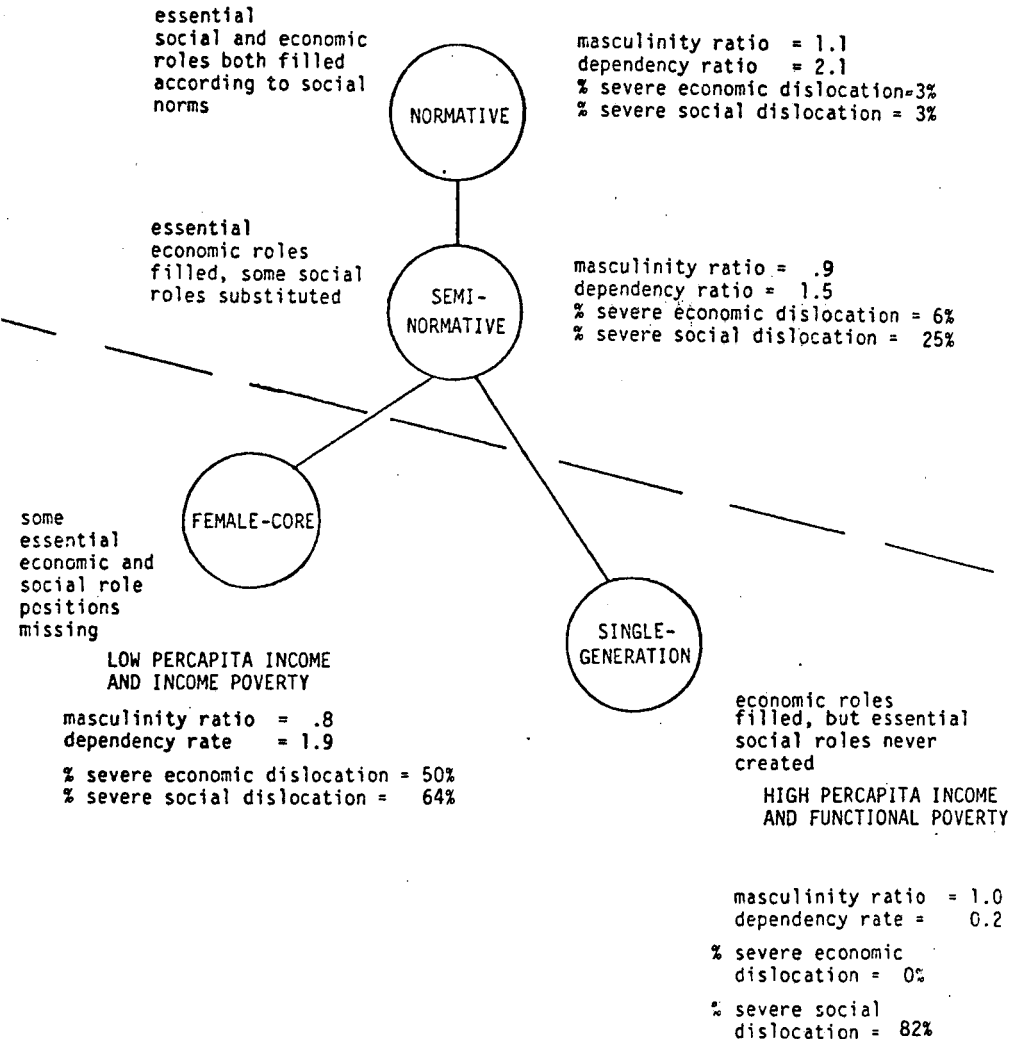 essential
social and economic
roles both filled
according to social
norms
NORMATIVE
masculinity ratio = 1.1
dependency ratio = 2.1
% severe economic dislocation=3%
% severe social dislocation = 3%
essential
economic roles
filled, some social
roles substituted
SEMI-
NORMATIVE
masculinity ratio = .9
dependency ratio = 1.5
% severe economic dislocation = 6%
% severe social dislocation = 25%
FEMALE-CORE
some
essential
economic and
social role
positions
missing
LOW PERCAPITA INCOME
AND INCOME POVERTY
masculinity ratio = .8
dependency rate = 1.9
% severe economic dislocation = 50%
% severe social dislocation = 64%
SINGLE-
GENERATION
economic roles
filled, but essential
social roles never
created
HIGH PERCAPITA INCOME
AND FUNCTIONAL POVERTY
masculinity ratio = 1.0
dependency rate = 0.2
% severe economic
dislocation = 0%
% severe social
dislocation = 82%